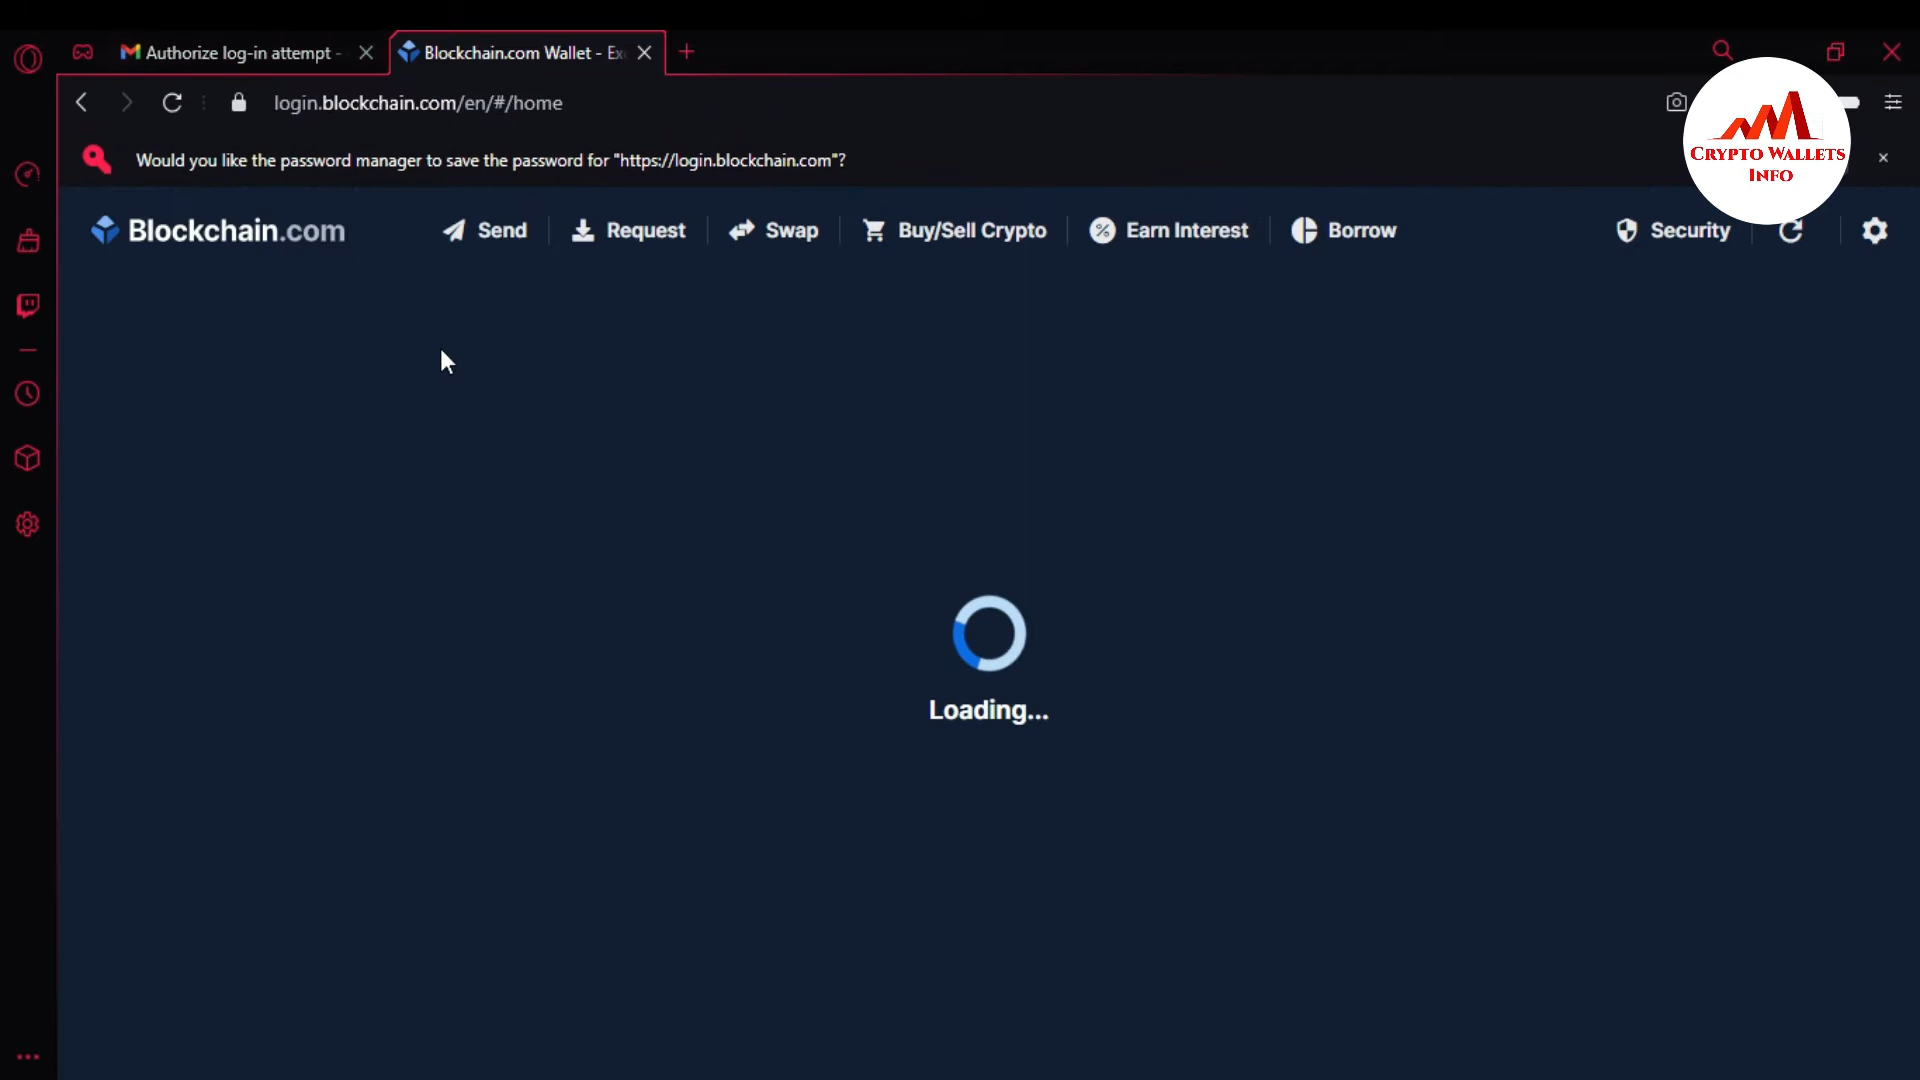 Authorize log-in attempt -
Blockchain.com Wallet - Ex
login.blockchain.com/en/#/home
Would you like the password manager to save the password for "https://login.blockchain.com"?
CRYPTO WALLETS
INFO
Blockchain.com
Send
Request
Swap
Buy/Sell Crypto
Earn Interest
Borrow
Security
Loading...